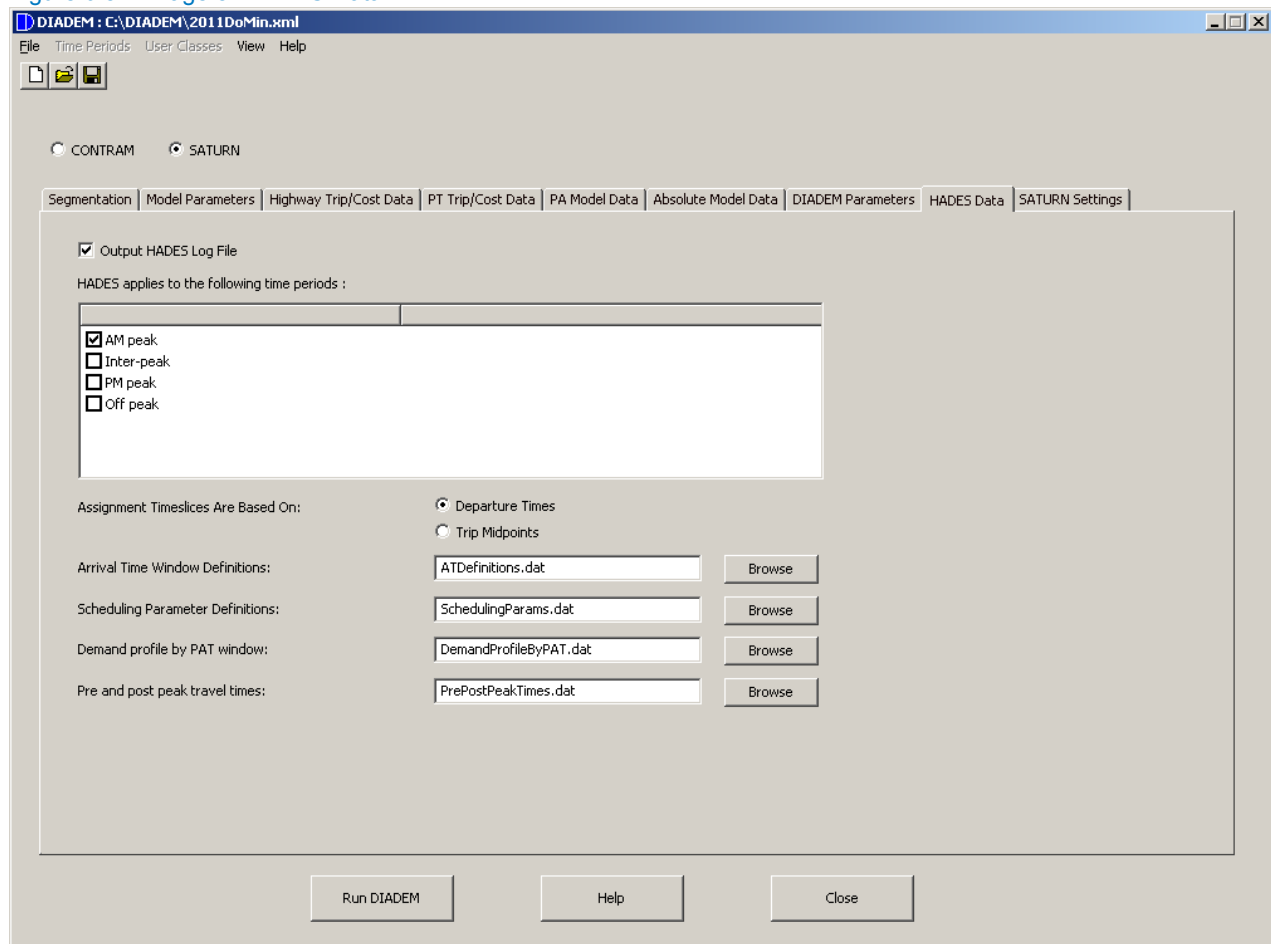 DIADEM : C:\DIADEM\2011DoMin.xml
File Time Periods User Classes View Help
CONTRAM SATURN
Segmentation Model Parameters Highway Trip/Cost Data PT Trip/Cost Data PA Model Data Absolute Model Data DIADEM Parameters HADES Data SATURN Settings
Output HADES Log File
HADES applies to the following time periods :
AM peak
Inter-peak
PM peak
Off peak
Assignment Timeslices Are Based On: Departure Times
Trip Midpoints
Arrival Time Window Definitions: ATDefinitions.dat Browse
Scheduling Parameter Definitions: SchedulingParams.dat Browse
Demand profile by PAT window: DemandProfileByPAT.dat Browse
Pre and post peak travel times: PrePostPeakTimes.dat Browse
Run DIADEM Help Close